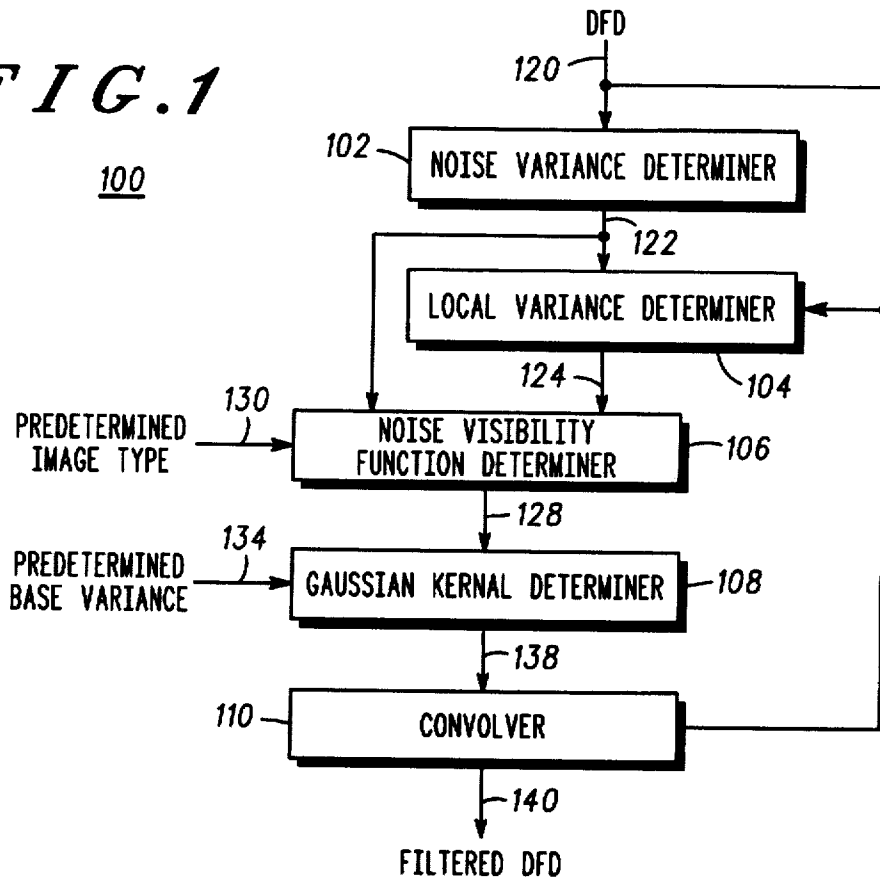 FIG.1
100
DFD
120
102
NOISE VARIANCE DETERMINER
122
LOCAL VARIANCE DETERMINER
124
104
130
PREDETERMINED
IMAGE TYPE
NOISE VISIBILITY
FUNCTION DETERMINER
106
128
134
PREDETERMINED
BASE VARIANCE
GAUSSIAN KERNAL DETERMINER
108
138
110
CONVOLVER
140
FILTERED DFD